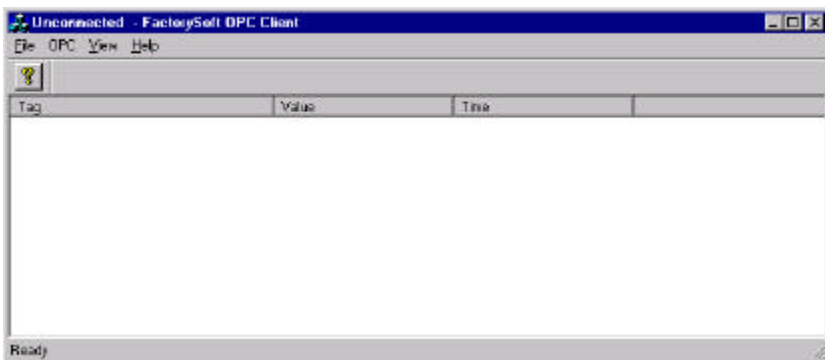 Unconnected - FactorySoft OPC Client
File OPC View Help
Tag Value Time
Ready